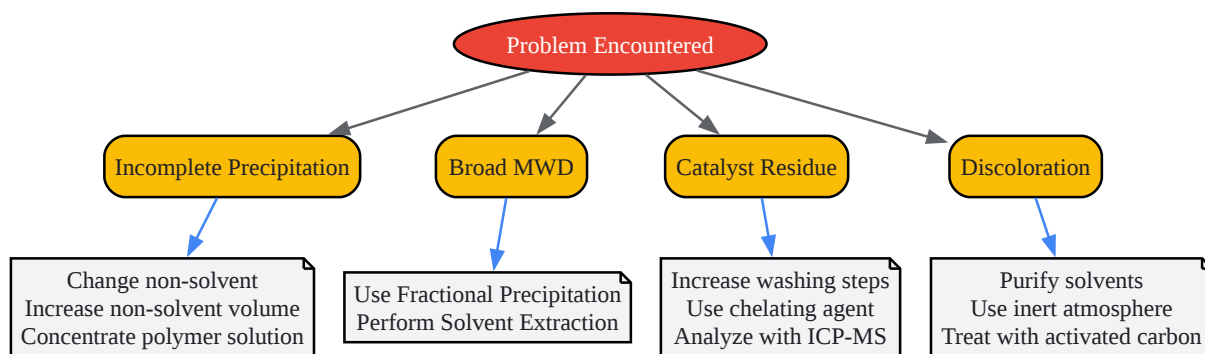 Problem Encountered
Incomplete Precipitation
Broad MWD
Catalyst Residue
Discoloration
Change non-solvent
Increase non-solvent volume
Concentrate polymer solution
Use Fractional Precipitation
Perform Solvent Extraction
Increase washing steps
Use chelating agent
Analyze with ICP-MS
Purify solvents
Use inert atmosphere
Treat with activated carbon